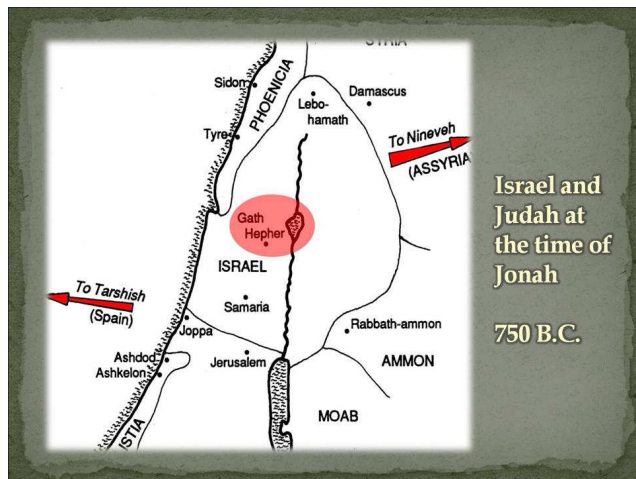 SYRIA
Sidon
PHOENICIA
Damascus
Lebo-
hamath
Tyre
To Nineveh
(ASSYRIA
Gath
Hepher
ISRAEL
To Tarshish
(Spain)
Samaria
Joppa
Rabbath-ammon
Ashdod
Jerusalem
Ashkelon
AMMON
MOAB
ISTIA
Israel and
Judah at
the time of
Jonah
750 B.C.